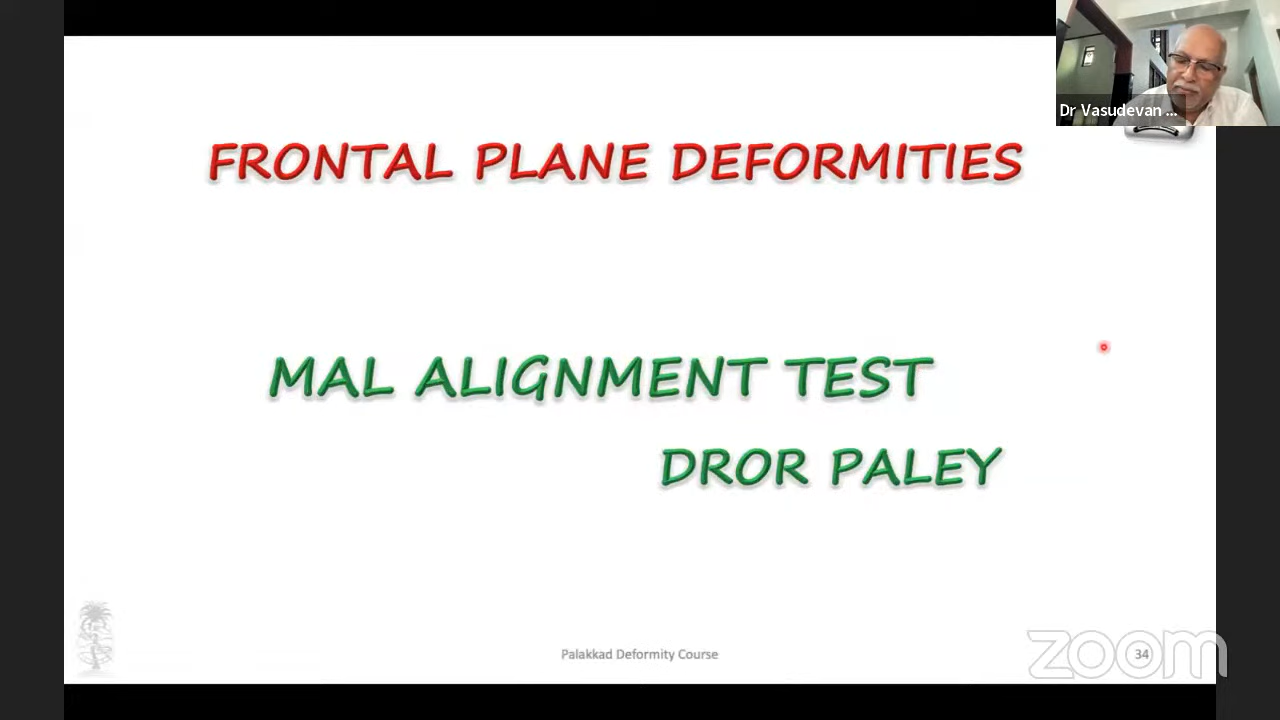 Dr Vasudevan ...
FRONTAL PLANE DEFORMITIES
MAL ALIGNMENT TEST
DROR PALEY
Palakkad Deformity Course
34
zoom